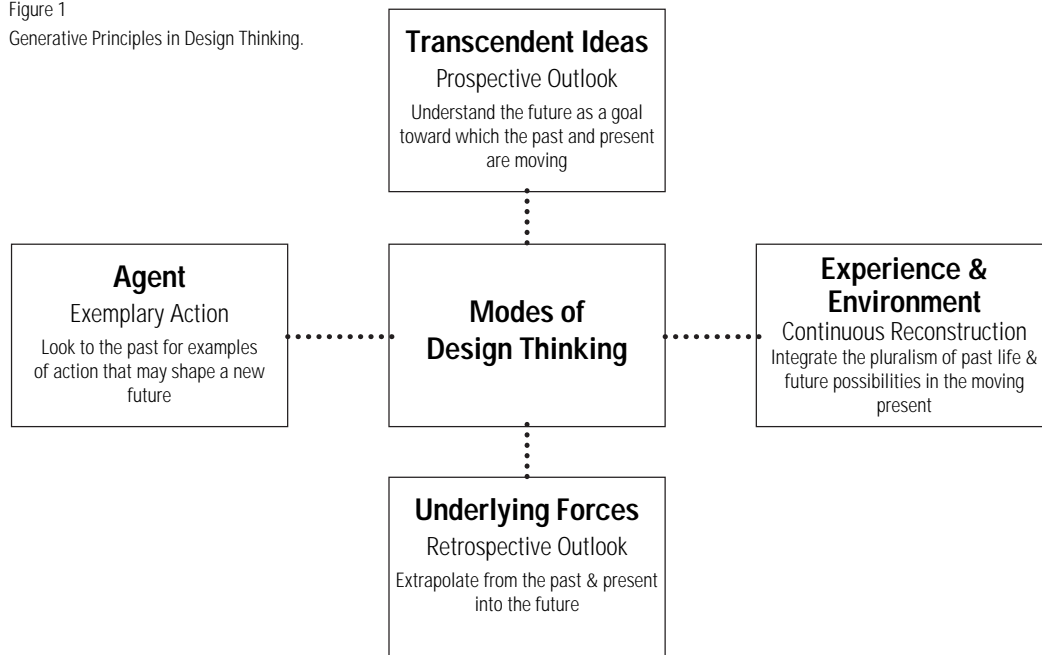 Figure 1
Generative Principles in Design Thinking.
Transcendent Ideas
Prospective Outlook
Understand the future as a goal
toward which the past and present
are moving
Agent
Exemplary Action
Look to the past for examples
of action that may shape a new
future
Modes of
Design Thinking
Experience &
Environment
Continuous Reconstruction
Integrate the pluralism of past life &
future possibilities in the moving
present
Underlying Forces
Retrospective Outlook
Extrapolate from the past & present
into the future